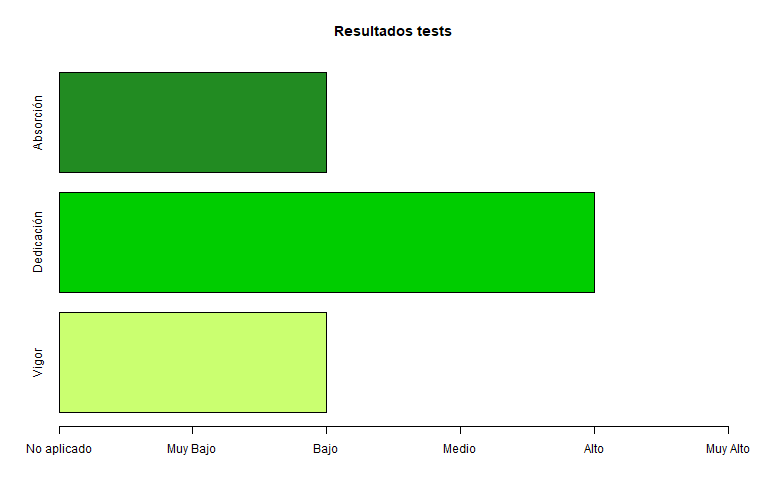 Resultados tests
Absorción
Dedicación
Vigor
No aplicado Muy Bajo Bajo Medio Alto Muy Alto